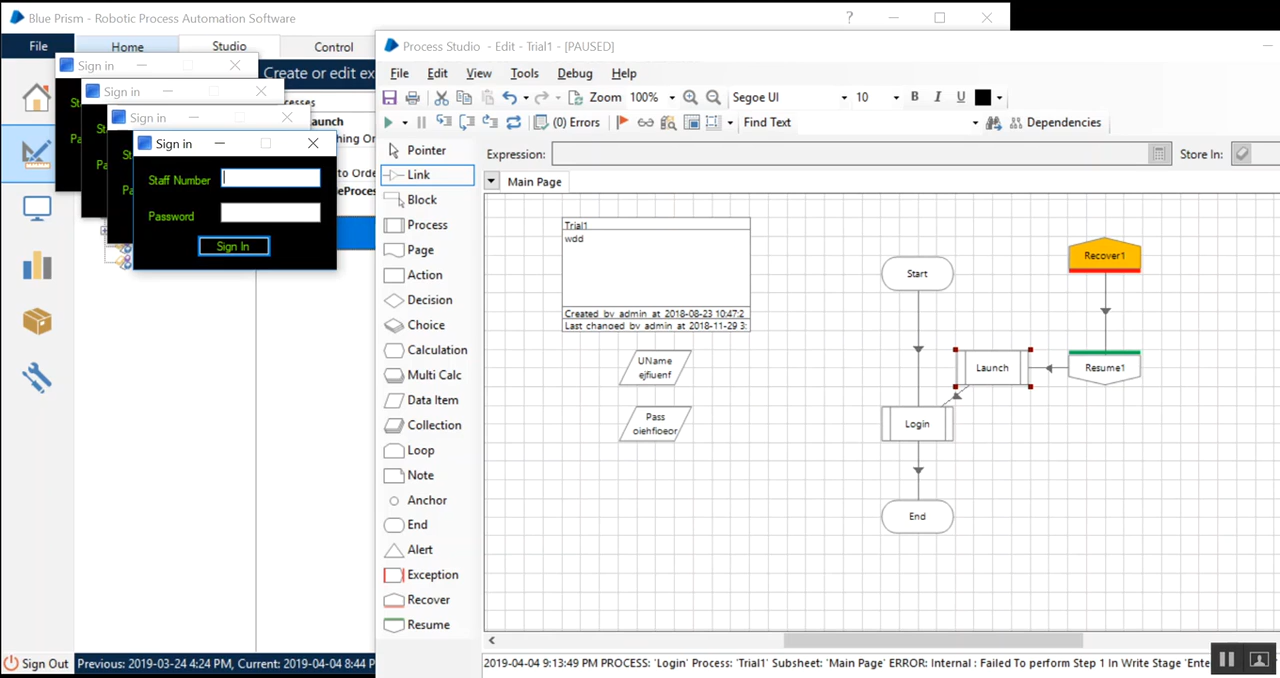 Blue Prism - Robotic Process Automation Software
File Home Studio Control
Create or edit ex
Process Studio - Edit - Trial1 - [PAUSED]
File Edit View Tools Debug Help
Zoom 100% Segoe UI 10 B I U
(0) Errors Find Text Dependencies
Expression: Store In:
Main Page
Pointer
Link
Block
Process
Page
Action
Decision
Choice
Calculation
Multi Calc
Data Item
Collection
Loop
Note
Anchor
End
Alert
Exception
Recover
Resume
Sign in
Sign in
Sign in
Sign in
Staff Number
Password
Sign In
Trial1
wdd
Created by admin at 2018-08-23 10:47:2
Last changed by admin at 2018-11-29 3:
UName
ejfiuenf
Pass
oiehfioeor
Start
Recover1
Launch
Resume1
Login
End
Sign Out Previous: 2019-03-24 4:24 PM, Current: 2019-04-04 8:44 P
2019-04-04 9:13:49 PM PROCESS: 'Login' Process: 'Trial1' Subsheet: 'Main Page' ERROR: Internal : Failed To perform Step 1 In Write Stage 'Ente